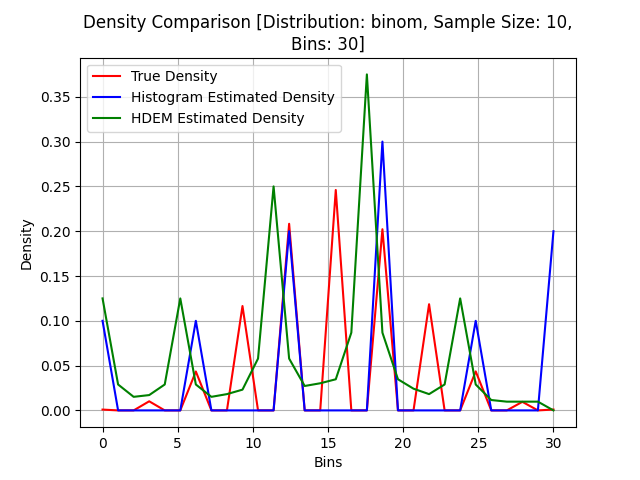 Density Comparison [Distribution: binom, Sample Size: 10,
Bins: 30]
True Density
Histogram Estimated Density
HDEM Estimated Density
Density
0.35
0.30
0.25
0.20
0.15
0.10
0.05
0.00
0 5 10 15 20 25 30
Bins